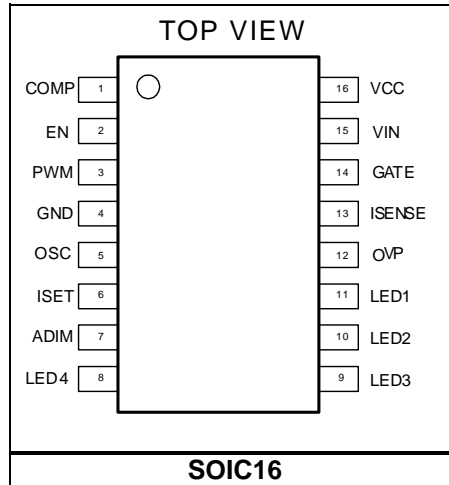 TOP VIEW
COMP 1 16 VCC
EN 2 15 VIN
PWM 3 14 GATE
GND 4 13 ISENSE
OSC 5 12 OVP
ISET 6 11 LED1
ADIM 7 10 LED2
LED4 8 9 LED3
SOIC16